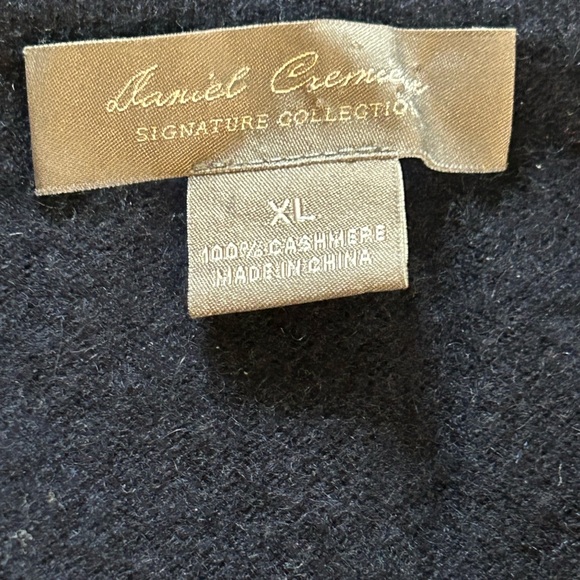 Daniel Cremieux
SIGNATURE COLLECTION
XL
100% CASHMERE
MADE IN CHINA